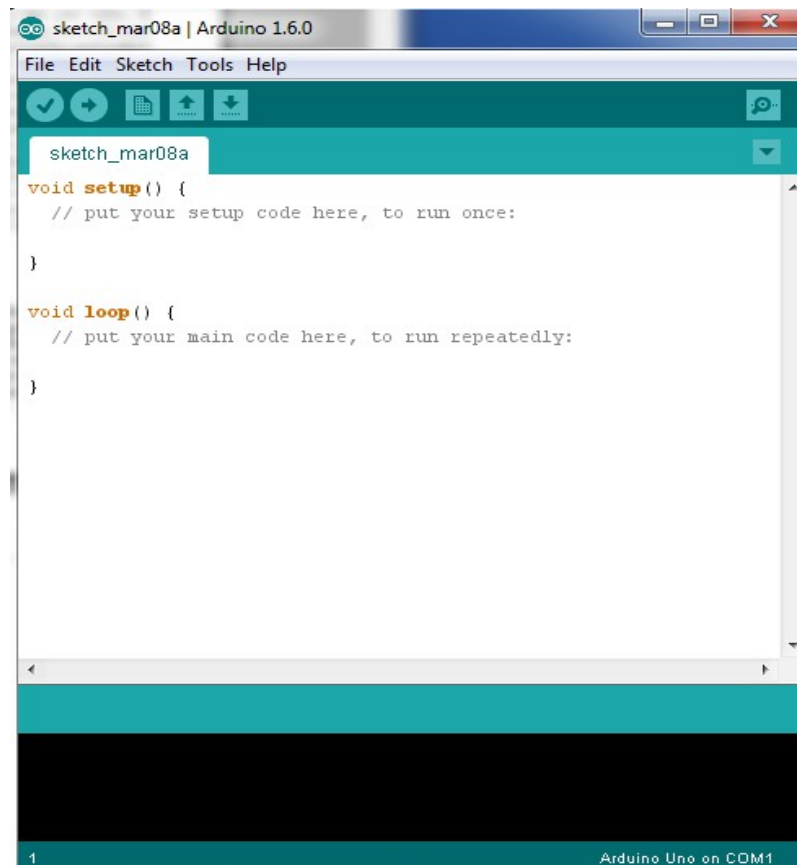 sketch_mar08a | Arduino 1.6.0
File Edit Sketch Tools Help
sketch_mar08a
void setup() {
  // put your setup code here, to run once:
}
void loop() {
  // put your main code here, to run repeatedly:
}
1 Arduino Uno on COM1